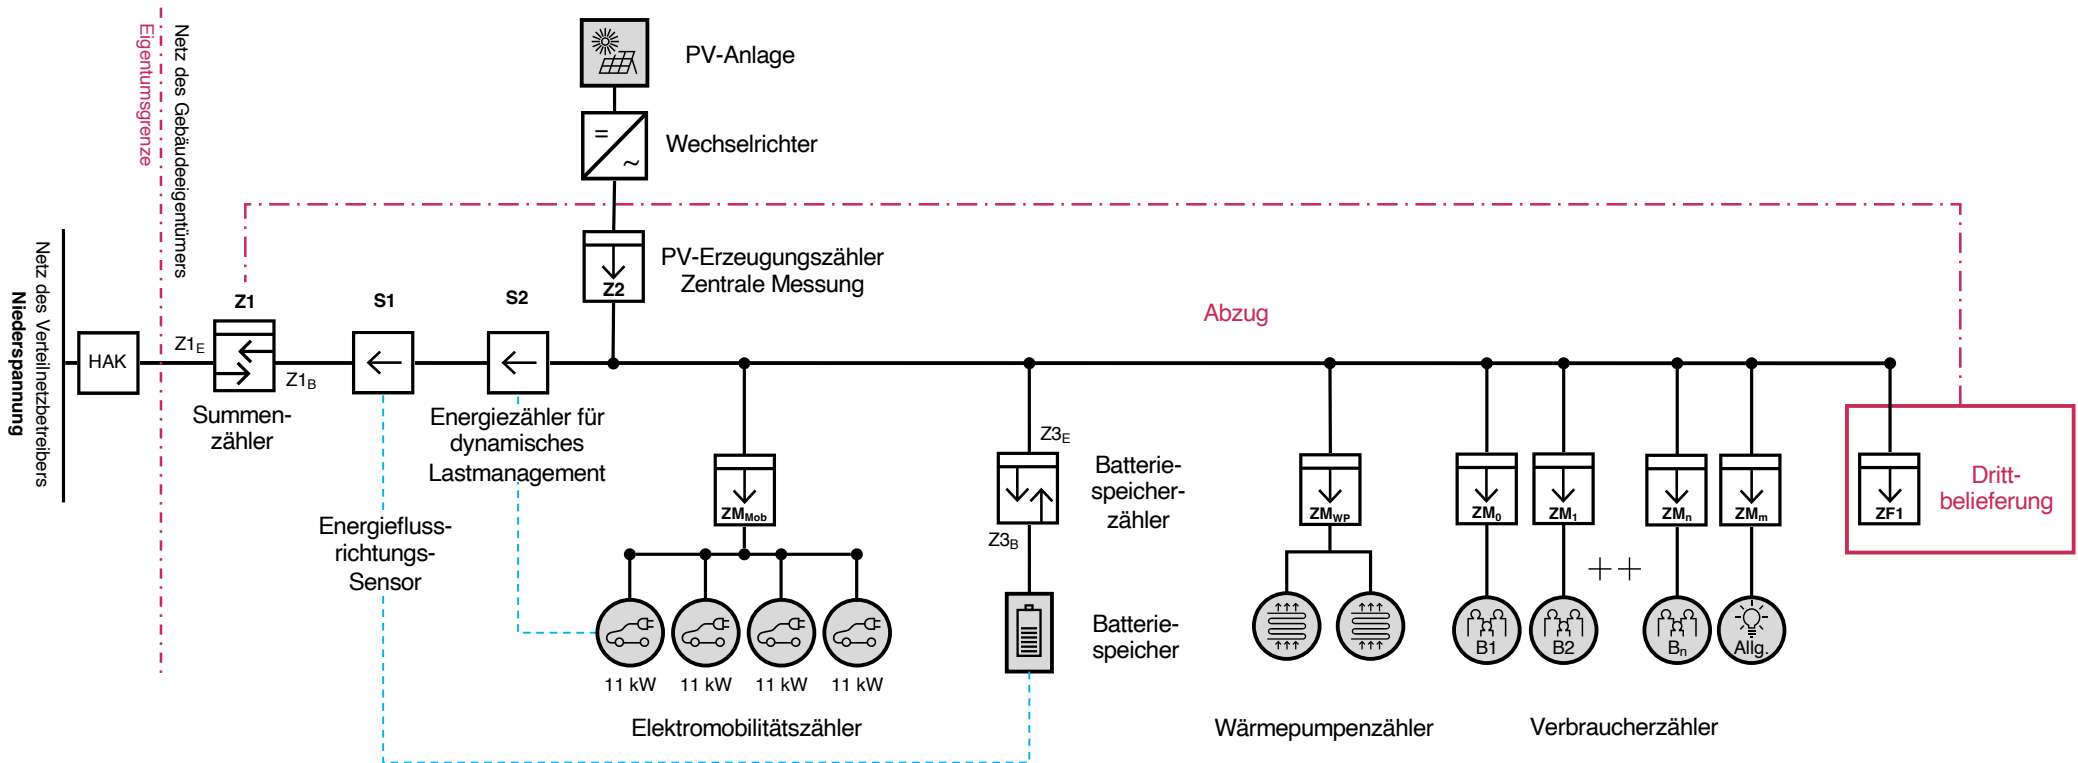 Netz des Verteilnetzbetreibers
Niederspannung
Eigentumsgrenze
Netz des Gebäudeeigentümers
HAK
Z1E
Z1
Z1B
Summen-
zähler
S1
Energiefluss-
richtungs-
Sensor
S2
Energiezähler für
dynamisches
Lastmanagement
PV-Anlage
=
~
Wechselrichter
Z2
PV-Erzeugungszähler
Zentrale Messung
Abzug
ZMMob
11 kW
11 kW
11 kW
11 kW
Elektromobilitätszähler
Z3E
Z3B
Batterie-
speicher-
zähler
Batterie-
speicher
ZMWP
Wärmepumpenzähler
ZM0
ZM1
ZMn
ZMm
++
B1
B2
Bn
Allg.
Verbraucherzähler
ZF1
Dritt-
belieferung